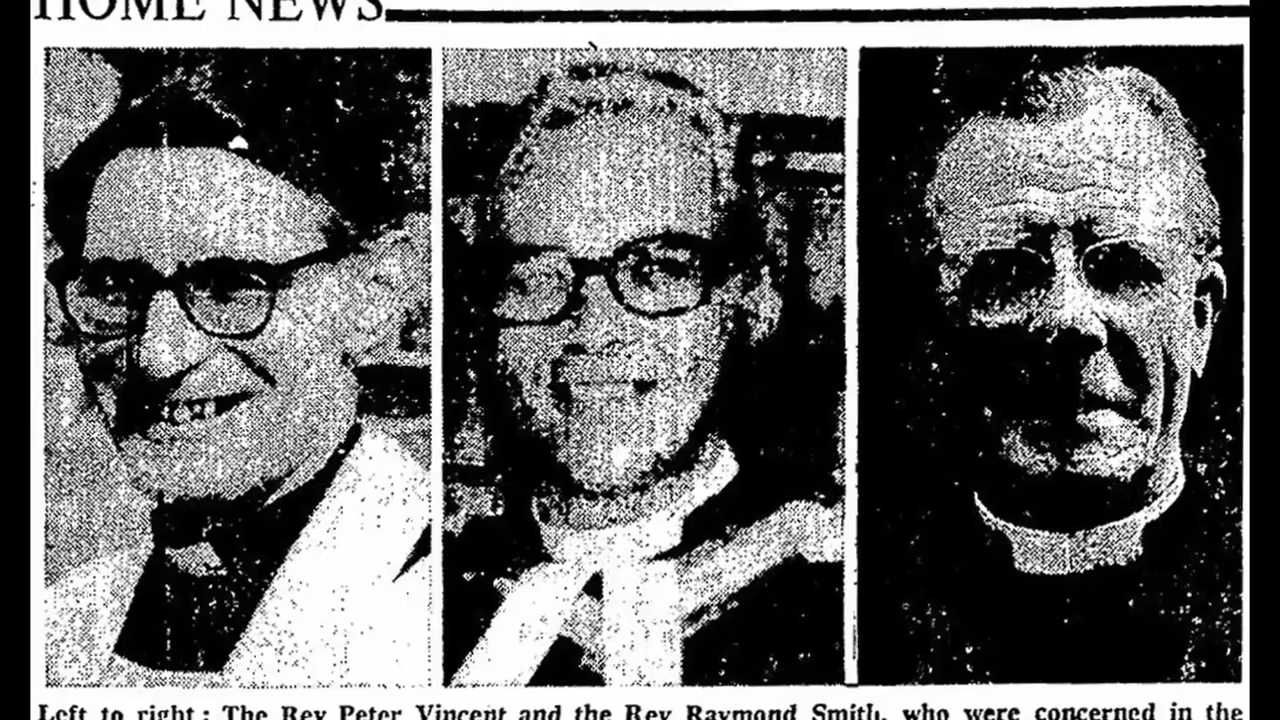 HOME NEWS
Left to right: The Rev Peter Vincent and the Rev Raymond Smith, who were concerned in the